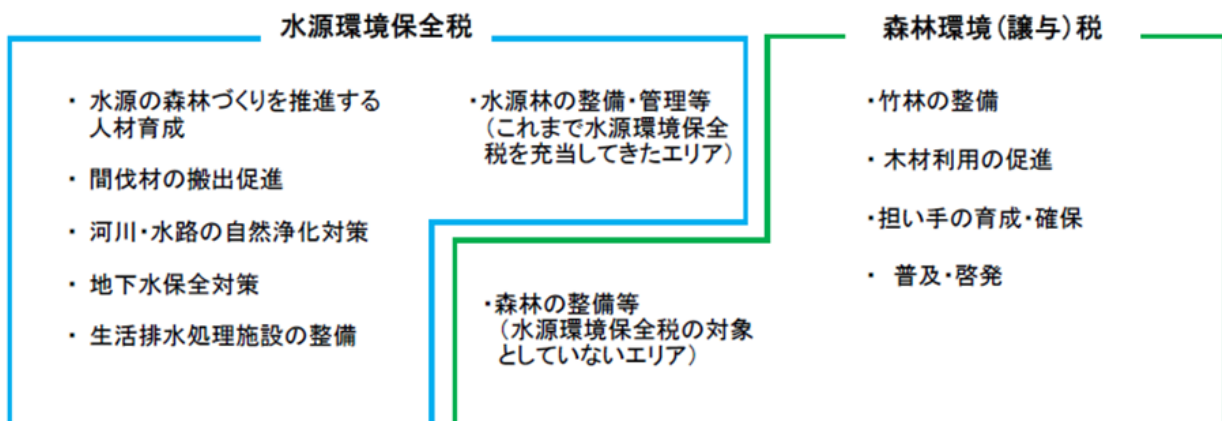 水源環境保全税
・ 水源の森林づくりを推進する
人材育成
・ 間伐材の搬出促進
・ 河川・水路の自然浄化対策
・ 地下水保全対策
・ 生活排水処理施設の整備
・水源林の整備・管理等
（これまで水源環境保全
税を充当してきたエリア）
森林環境（譲与）税
・竹林の整備
・木材利用の促進
・担い手の育成・確保
・ 普及・啓発
・森林の整備等
（水源環境保全税の対象
としていないエリア）